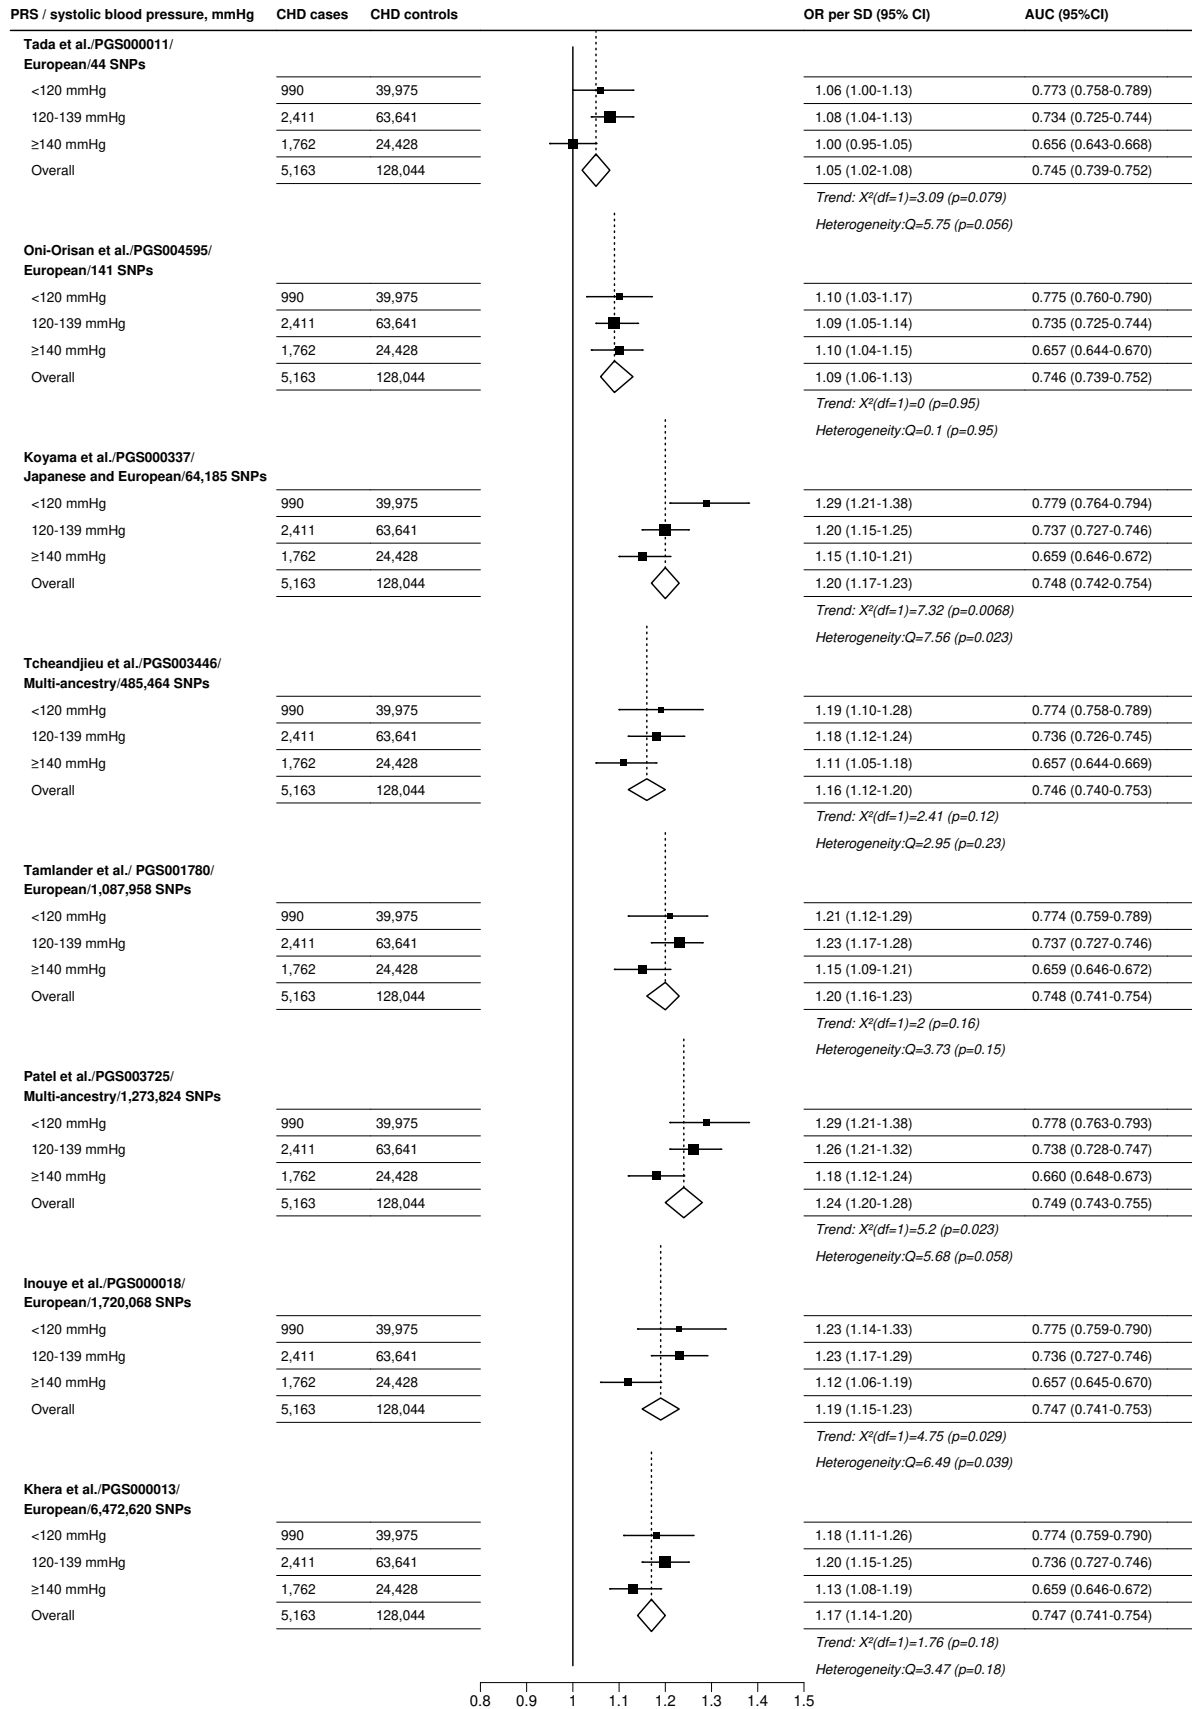 PRS / systolic blood pressure, mmHg CHD cases CHD controls OR per SD (95% CI) AUC (95%CI)
Tada et al./PGS000011/
European/44 SNPs
<120 mmHg 990 39,975 1.06 (1.00-1.13) 0.773 (0.758-0.789)
120-139 mmHg 2,411 63,641 1.08 (1.04-1.13) 0.734 (0.725-0.744)
≥140 mmHg 1,762 24,428 1.00 (0.95-1.05) 0.656 (0.643-0.668)
Overall 5,163 128,044 1.05 (1.02-1.08) 0.745 (0.739-0.752)
Trend: X²(df=1)=3.09 (p=0.079)
Heterogeneity:Q=5.75 (p=0.056)
Oni-Orisan et al./PGS004595/
European/141 SNPs
<120 mmHg 990 39,975 1.10 (1.03-1.17) 0.775 (0.760-0.790)
120-139 mmHg 2,411 63,641 1.09 (1.05-1.14) 0.735 (0.725-0.744)
≥140 mmHg 1,762 24,428 1.10 (1.04-1.15) 0.657 (0.644-0.670)
Overall 5,163 128,044 1.09 (1.06-1.13) 0.746 (0.739-0.752)
Trend: X²(df=1)=0 (p=0.95)
Heterogeneity:Q=0.1 (p=0.95)
Koyama et al./PGS000337/
Japanese and European/64,185 SNPs
<120 mmHg 990 39,975 1.29 (1.21-1.38) 0.779 (0.764-0.794)
120-139 mmHg 2,411 63,641 1.20 (1.15-1.25) 0.737 (0.727-0.746)
≥140 mmHg 1,762 24,428 1.15 (1.10-1.21) 0.659 (0.646-0.672)
Overall 5,163 128,044 1.20 (1.17-1.23) 0.748 (0.742-0.754)
Trend: X²(df=1)=7.32 (p=0.0068)
Heterogeneity:Q=7.56 (p=0.023)
Tcheandjieu et al./PGS003446/
Multi-ancestry/485,464 SNPs
<120 mmHg 990 39,975 1.19 (1.10-1.28) 0.774 (0.758-0.789)
120-139 mmHg 2,411 63,641 1.18 (1.12-1.24) 0.736 (0.726-0.745)
≥140 mmHg 1,762 24,428 1.11 (1.05-1.18) 0.657 (0.644-0.669)
Overall 5,163 128,044 1.16 (1.12-1.20) 0.746 (0.740-0.753)
Trend: X²(df=1)=2.41 (p=0.12)
Heterogeneity:Q=2.95 (p=0.23)
Tamlander et al./ PGS001780/
European/1,087,958 SNPs
<120 mmHg 990 39,975 1.21 (1.12-1.29) 0.774 (0.759-0.789)
120-139 mmHg 2,411 63,641 1.23 (1.17-1.28) 0.737 (0.727-0.746)
≥140 mmHg 1,762 24,428 1.15 (1.09-1.21) 0.659 (0.646-0.672)
Overall 5,163 128,044 1.20 (1.16-1.23) 0.748 (0.741-0.754)
Trend: X²(df=1)=2 (p=0.16)
Heterogeneity:Q=3.73 (p=0.15)
Patel et al./PGS003725/
Multi-ancestry/1,273,824 SNPs
<120 mmHg 990 39,975 1.29 (1.21-1.38) 0.778 (0.763-0.793)
120-139 mmHg 2,411 63,641 1.26 (1.21-1.32) 0.738 (0.728-0.747)
≥140 mmHg 1,762 24,428 1.18 (1.12-1.24) 0.660 (0.648-0.673)
Overall 5,163 128,044 1.24 (1.20-1.28) 0.749 (0.743-0.755)
Trend: X²(df=1)=5.2 (p=0.023)
Heterogeneity:Q=5.68 (p=0.058)
Inouye et al./PGS000018/
European/1,720,068 SNPs
<120 mmHg 990 39,975 1.23 (1.14-1.33) 0.775 (0.759-0.790)
120-139 mmHg 2,411 63,641 1.23 (1.17-1.29) 0.736 (0.727-0.746)
≥140 mmHg 1,762 24,428 1.12 (1.06-1.19) 0.657 (0.645-0.670)
Overall 5,163 128,044 1.19 (1.15-1.23) 0.747 (0.741-0.753)
Trend: X²(df=1)=4.75 (p=0.029)
Heterogeneity:Q=6.49 (p=0.039)
Khera et al./PGS000013/
European/6,472,620 SNPs
<120 mmHg 990 39,975 1.18 (1.11-1.26) 0.774 (0.759-0.790)
120-139 mmHg 2,411 63,641 1.20 (1.15-1.25) 0.736 (0.727-0.746)
≥140 mmHg 1,762 24,428 1.13 (1.08-1.19) 0.659 (0.646-0.672)
Overall 5,163 128,044 1.17 (1.14-1.20) 0.747 (0.741-0.754)
Trend: X²(df=1)=1.76 (p=0.18)
Heterogeneity:Q=3.47 (p=0.18)
0.8 0.9 1 1.1 1.2 1.3 1.4 1.5